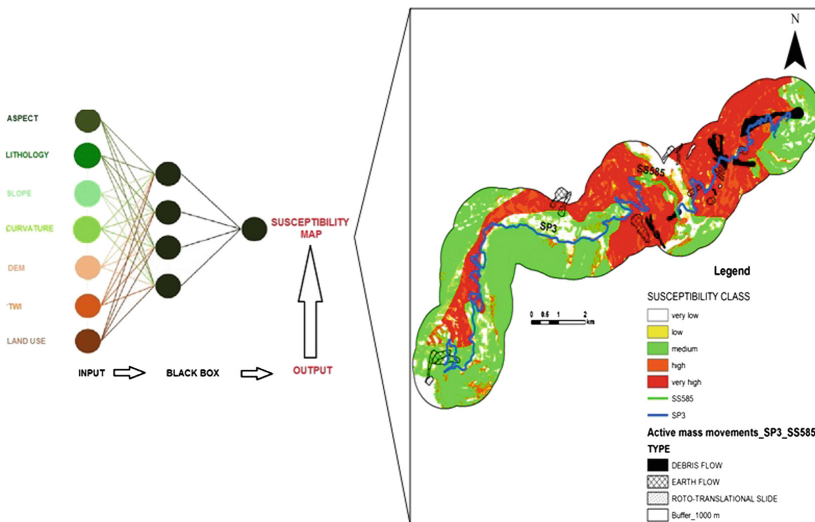 ASPECT
LITHOLOGY
SLOPE
CURVATURE
DEM
TWI
LAND USE
INPUT
BLACK BOX
OUTPUT
SUSCEPTIBILITY
MAP
N
SS585
SP3
0 0.5 1 2
km
Legend
SUSCEPTIBILITY CLASS
very low
low
medium
high
very high
SS585
SP3
Active mass movements_SP3_SS585
TYPE
DEBRIS FLOW
EARTH FLOW
ROTO-TRANSLATIONAL SLIDE
Buffer_1000 m